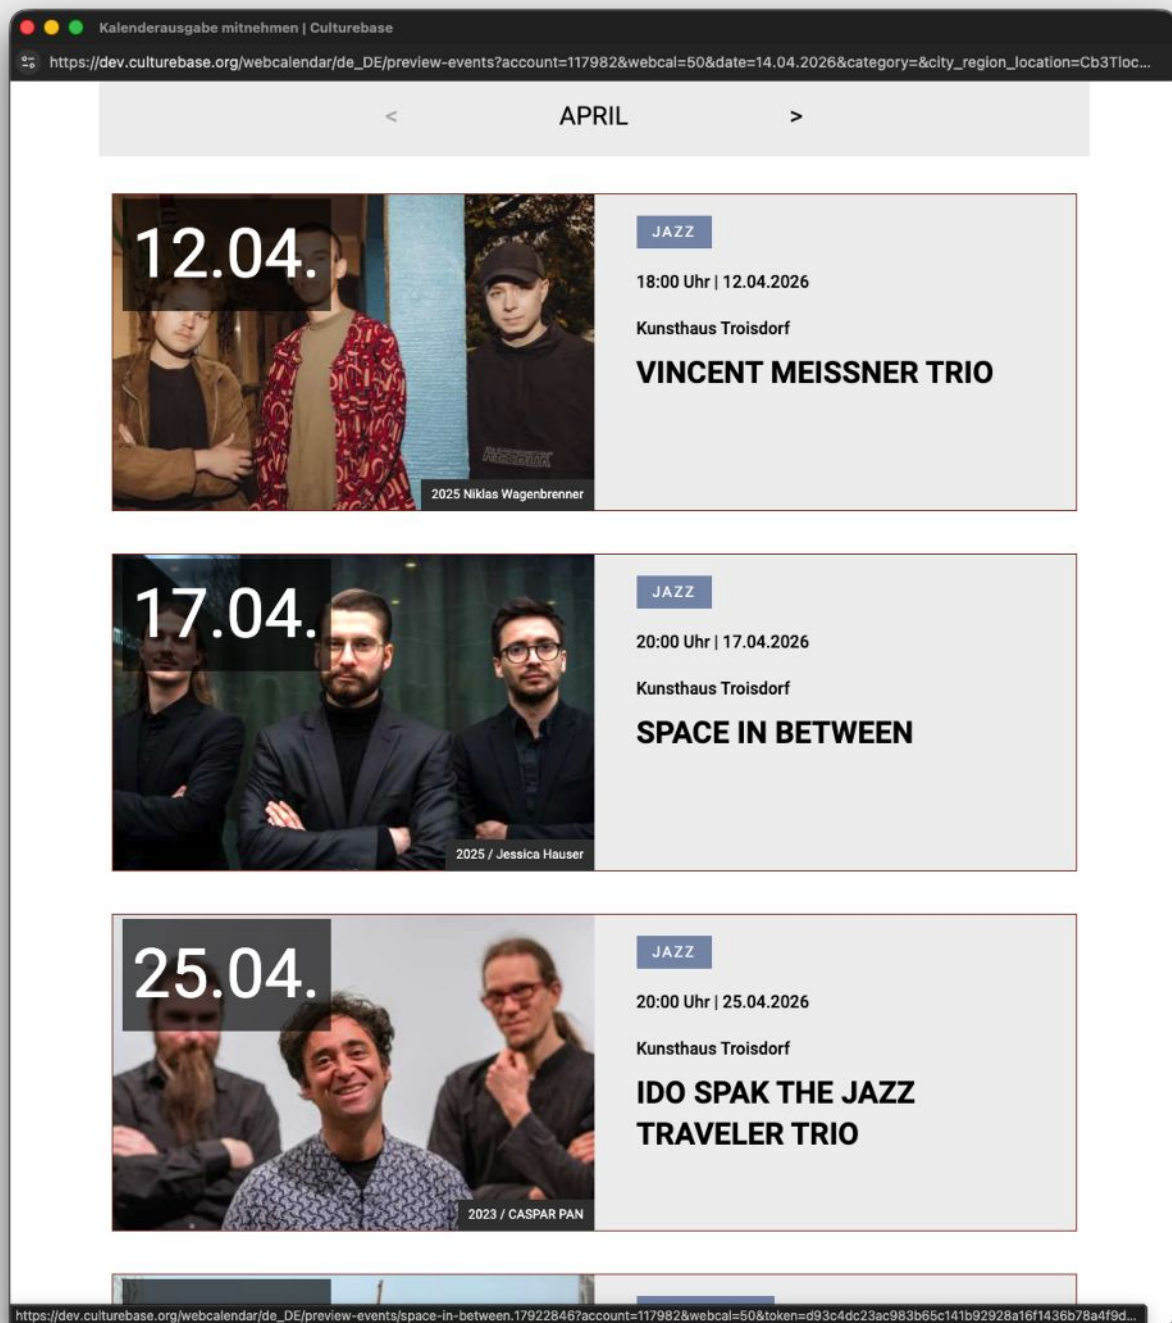 Kalenderausgabe mitnehmen | Culturebase
https://dev.culturebase.org/webcalendar/de_DE/preview-events?account=117982&webcal=50&date=14.04.2026&category=&city_region_location=Cb3Tloc...
< APRIL >
12.04.
JAZZ
18:00 Uhr | 12.04.2026
Kunsthaus Troisdorf
VINCENT MEISSNER TRIO
REEBOK
2025 Niklas Wagenbrenner
17.04.
JAZZ
20:00 Uhr | 17.04.2026
Kunsthaus Troisdorf
SPACE IN BETWEEN
2025 / Jessica Hauser
25.04.
JAZZ
20:00 Uhr | 25.04.2026
Kunsthaus Troisdorf
IDO SPAK THE JAZZ
TRAVELER TRIO
2023 / CASPAR PAN
https://dev.culturebase.org/webcalendar/de_DE/preview-events/space-in-between.17922846?account=117982&webcal=50&token=d93c4dc23ac983b65c141b92928a16f1436b78a4f9d...